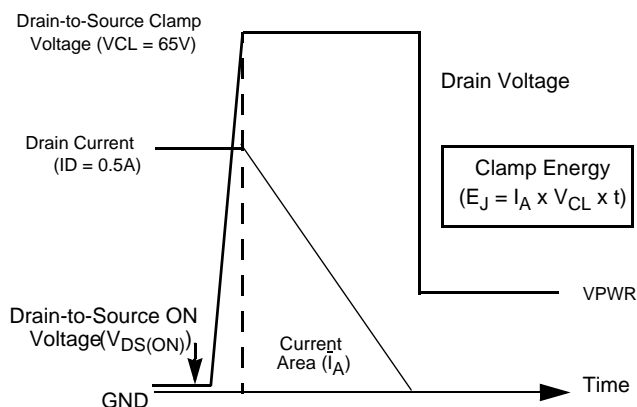 Drain-to-Source Clamp
Voltage (VCL = 65V)
Drain Voltage
Drain Current
(ID = 0.5A)
Clamp Energy
(EJ = IA x VCL x t)
VPWR
Drain-to-Source ON
Voltage(VDS(ON))
Current
Area (ĪA)
GND
Time